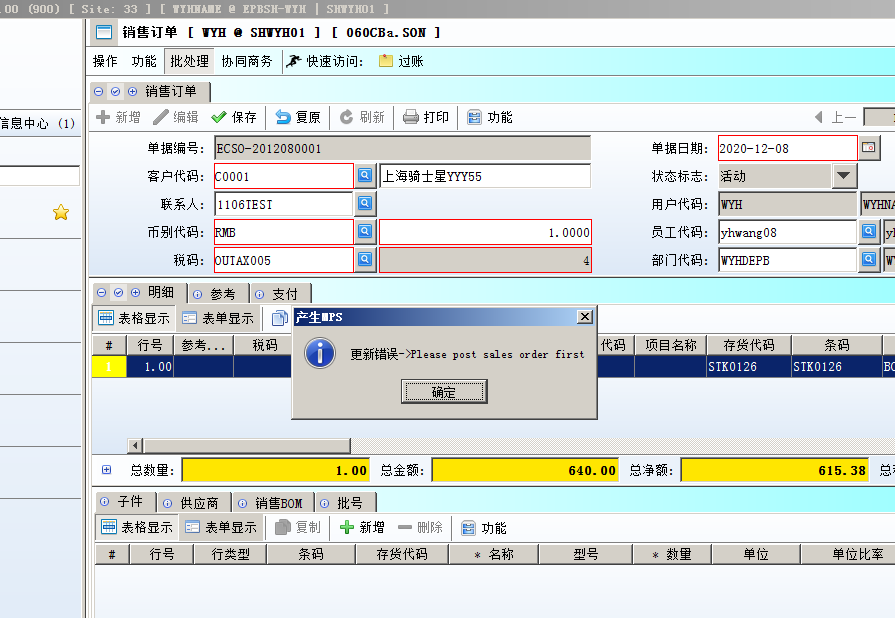 .00 (900) [ Site: 33 ] [ WYHNAME @ EPBSH-WYH | SHWYH01 ]
销售订单 [ WYH @ SHWYH01 ] [ 060CBa.SON ]
操作 功能 批处理 协同商务 快速访问: 过账
销售订单
新增 编辑 保存 复原 刷新 打印 功能 上一
信息中心 (1)
单据编号: ECSO-2012080001 单据日期: 2020-12-08
客户代码: C0001 上海骑士星YYY55 状态标志: 活动
联系人: 1106TEST 用户代码: WYH WYHNA
币别代码: RMB 1.0000 员工代码: yhwang08 yh
税码: OUTAX005 4 部门代码: WYHDEPB W
明细 参考 支付
表格显示 表单显示
产生MPS
# 行号 参考... 税码 代码 项目名称 存货代码 条码
1 1.00 STK0126 STK0126 BO
更新错误->Please post sales order first
确定
总数量: 1.00 总金额: 640.00 总净额: 615.38 总
子件 供应商 销售BOM 批号
表格显示 表单显示 复制 新增 删除 功能
# 行号 行类型 条码 存货代码 * 名称 型号 * 数量 单位 单位比率